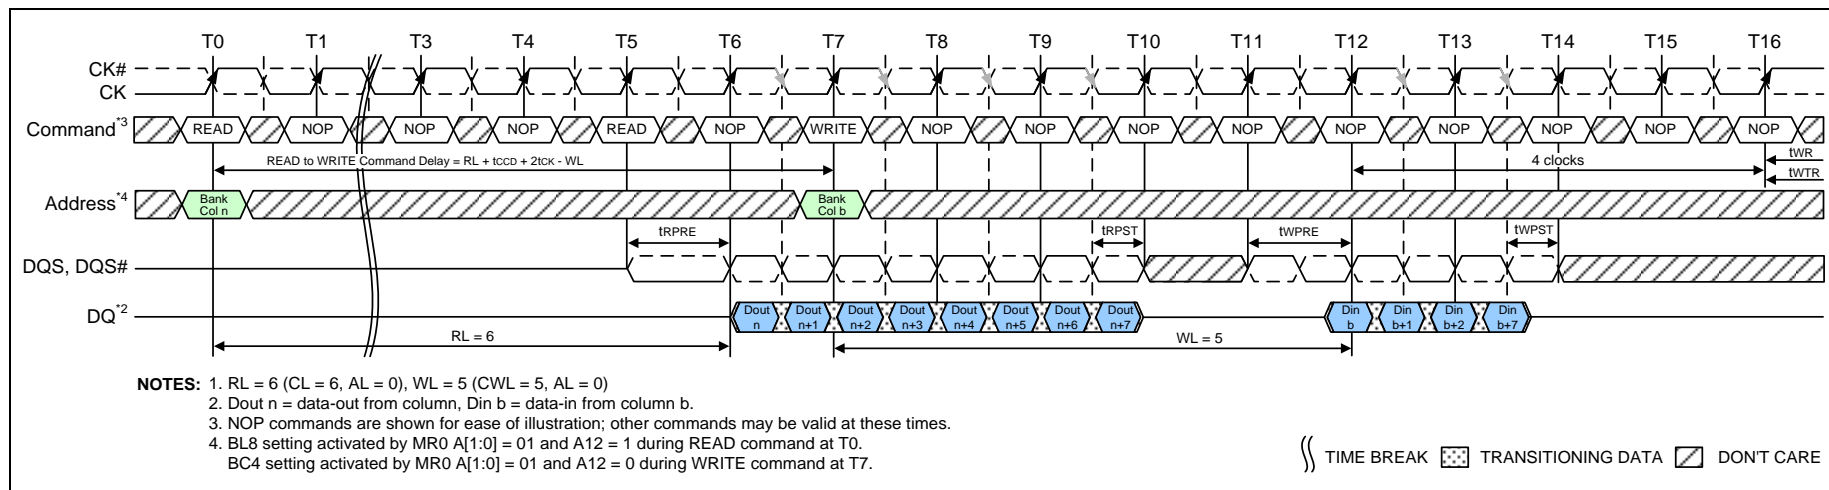 T0 T1 T3 T4 T5 T6 T7 T8 T9 T10 T11 T12 T13 T14 T15 T16
CK#
CK
Command*3 READ NOP NOP NOP READ NOP WRITE NOP NOP NOP NOP NOP NOP NOP NOP NOP
READ to WRITE Command Delay = RL + tCCD + 2tCK - WL
4 clocks
tWR
tWTR
Address*4
Bank
Col n
Bank
Col b
tRPRE tRPST tWPRE tWPST
DQS, DQS#
DQ*2
Dout
n
Dout
n+1
Dout
n+2
Dout
n+3
Dout
n+4
Dout
n+5
Dout
n+6
Dout
n+7
Din
b
Din
b+1
Din
b+2
Din
b+7
RL = 6
WL = 5
NOTES: 1. RL = 6 (CL = 6, AL = 0), WL = 5 (CWL = 5, AL = 0)
2. Dout n = data-out from column, Din b = data-in from column b.
3. NOP commands are shown for ease of illustration; other commands may be valid at these times.
4. BL8 setting activated by MR0 A[1:0] = 01 and A12 = 1 during READ command at T0.
BC4 setting activated by MR0 A[1:0] = 01 and A12 = 0 during WRITE command at T7.
TIME BREAK TRANSITIONING DATA DON'T CARE